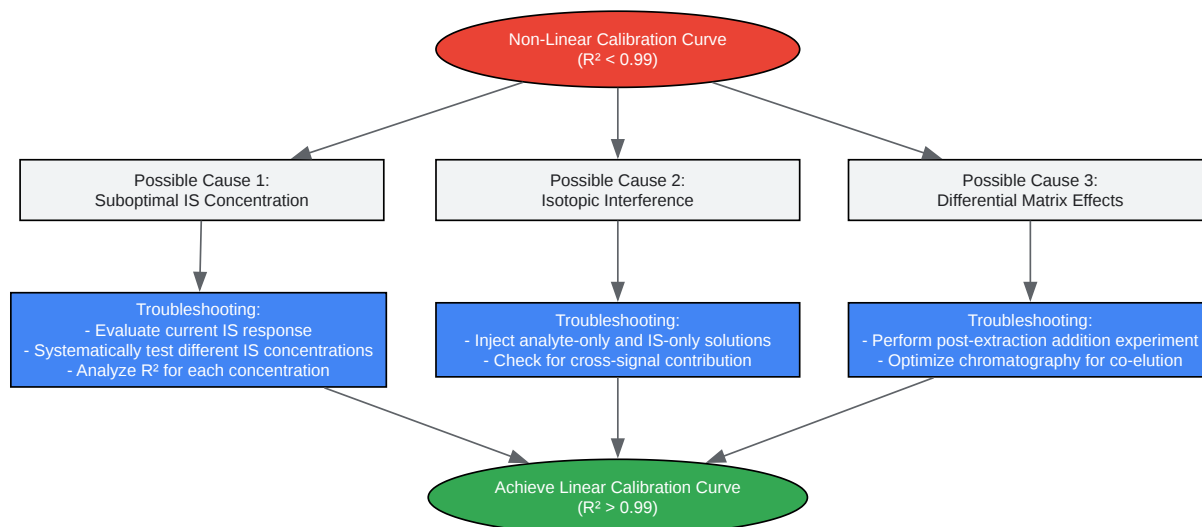 Non-Linear Calibration Curve
(R² < 0.99)
Possible Cause 1:
Suboptimal IS Concentration
Possible Cause 2:
Isotopic Interference
Possible Cause 3:
Differential Matrix Effects
Troubleshooting:
- Evaluate current IS response
- Systematically test different IS concentrations
- Analyze R² for each concentration
Troubleshooting:
- Inject analyte-only and IS-only solutions
- Check for cross-signal contribution
Troubleshooting:
- Perform post-extraction addition experiment
- Optimize chromatography for co-elution
Achieve Linear Calibration Curve
(R² > 0.99)